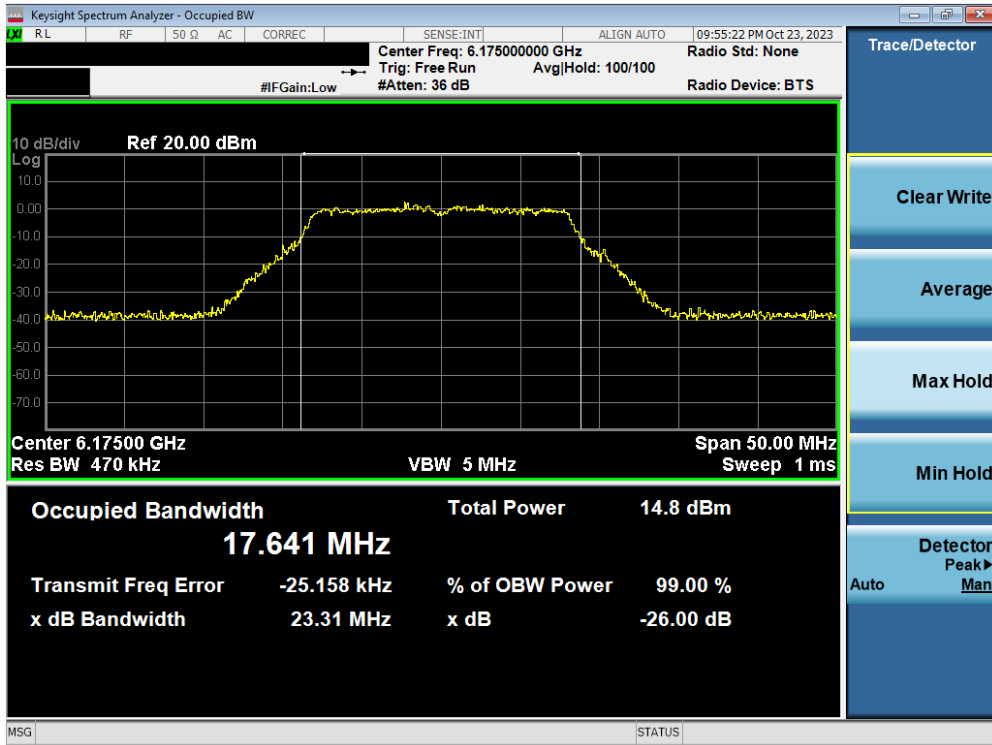 Keysight Spectrum Analyzer - Occupied BW
LXI RL RF 50 Ω AC CORREC SENSE:INT ALIGN AUTO 09:55:22 PM Oct 23, 2023
Center Freq: 6.175000000 GHz Radio Std: None
Trig: Free Run Avg|Hold: 100/100
#IFGain:Low #Atten: 36 dB Radio Device: BTS
10 dB/div Ref 20.00 dBm
Log
10.0
0.00
-10.0
-20.0
-30.0
-40.0
-50.0
-60.0
-70.0
Center 6.17500 GHz Span 50.00 MHz
Res BW 470 kHz VBW 5 MHz Sweep 1 ms
Occupied Bandwidth Total Power 14.8 dBm
17.641 MHz
Transmit Freq Error -25.158 kHz % of OBW Power 99.00 %
x dB Bandwidth 23.31 MHz x dB -26.00 dB
MSG STATUS
Trace/Detector
Clear Write
Average
Max Hold
Min Hold
Detector
Peak▶
Auto Man